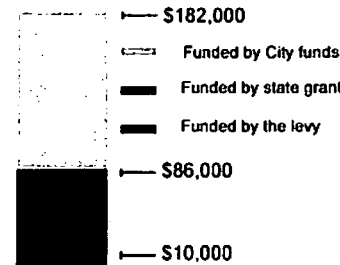 $182,000
Funded by City funds
Funded by state grant
Funded by the levy
$86,000
$10,000